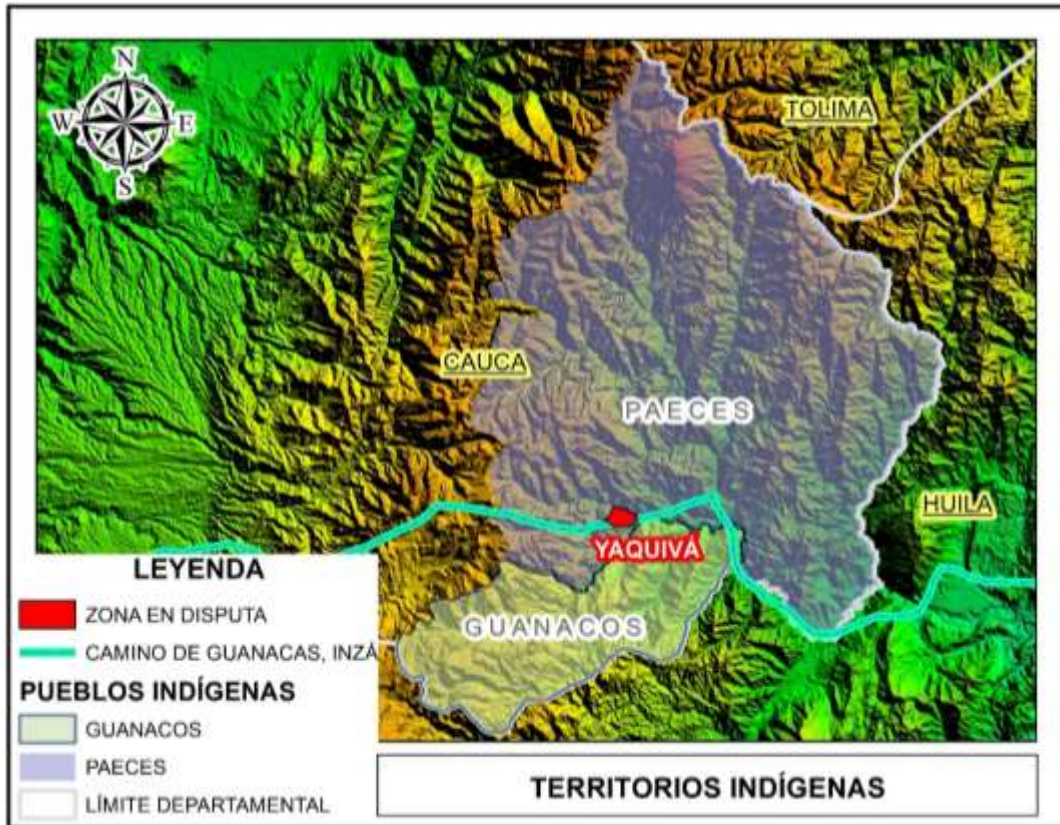 N
W
E
S
TOLIMA
CAUCA
PAECES
HUILA
YAQUIVÁ
GUANACOS
LEYENDA
ZONA EN DISPUTA
CAMINO DE GUANACAS, INZÁ
PUEBLOS INDÍGENAS
GUANACOS
PAECES
LÍMITE DEPARTAMENTAL
TERRITORIOS INDÍGENAS